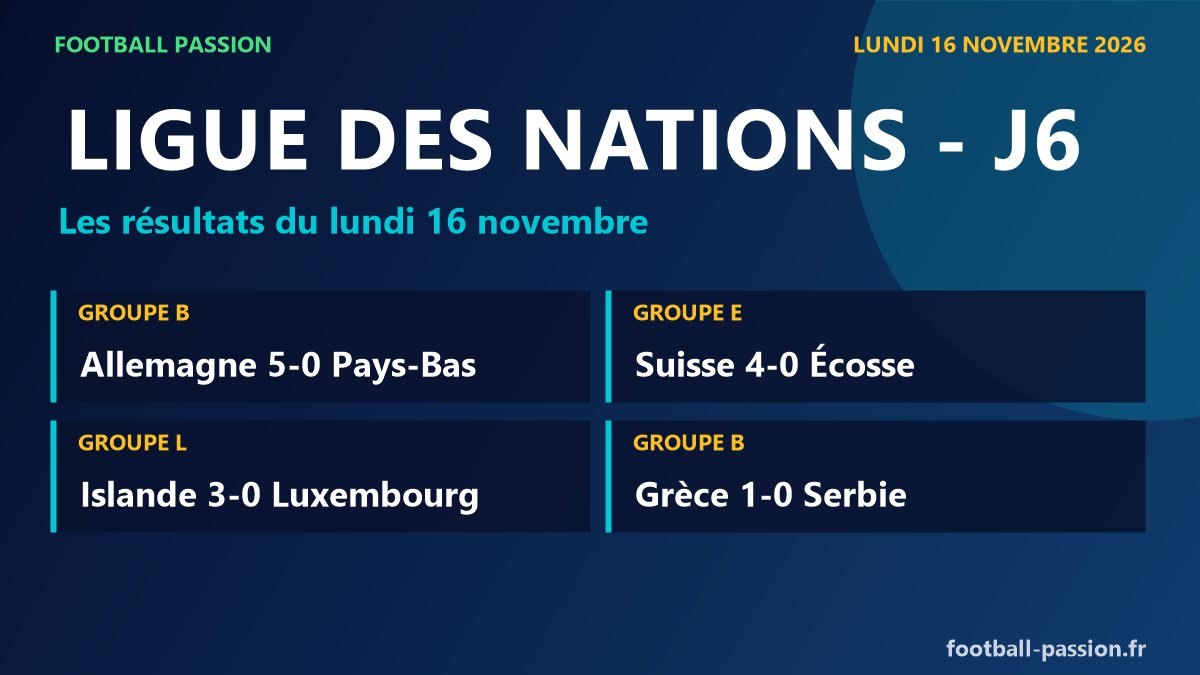 FOOTBALL PASSION
LUNDI 16 NOVEMBRE 2026
LIGUE DES NATIONS - J6
Les résultats du lundi 16 novembre
GROUPE B
Allemagne 5-0 Pays-Bas
GROUPE E
Suisse 4-0 Écosse
GROUPE L
Islande 3-0 Luxembourg
GROUPE B
Grèce 1-0 Serbie
football-passion.fr